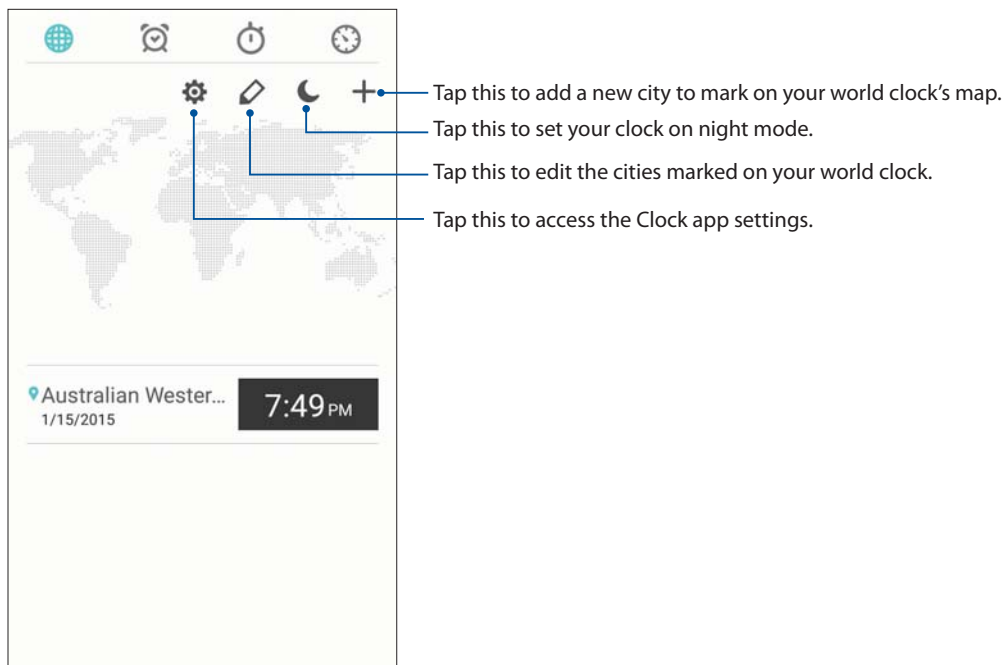 Tap this to add a new city to mark on your world clock’s map.
Tap this to set your clock on night mode.
Tap this to edit the cities marked on your world clock.
Tap this to access the Clock app settings.
Australian Wester...
1/15/2015
7:49 PM